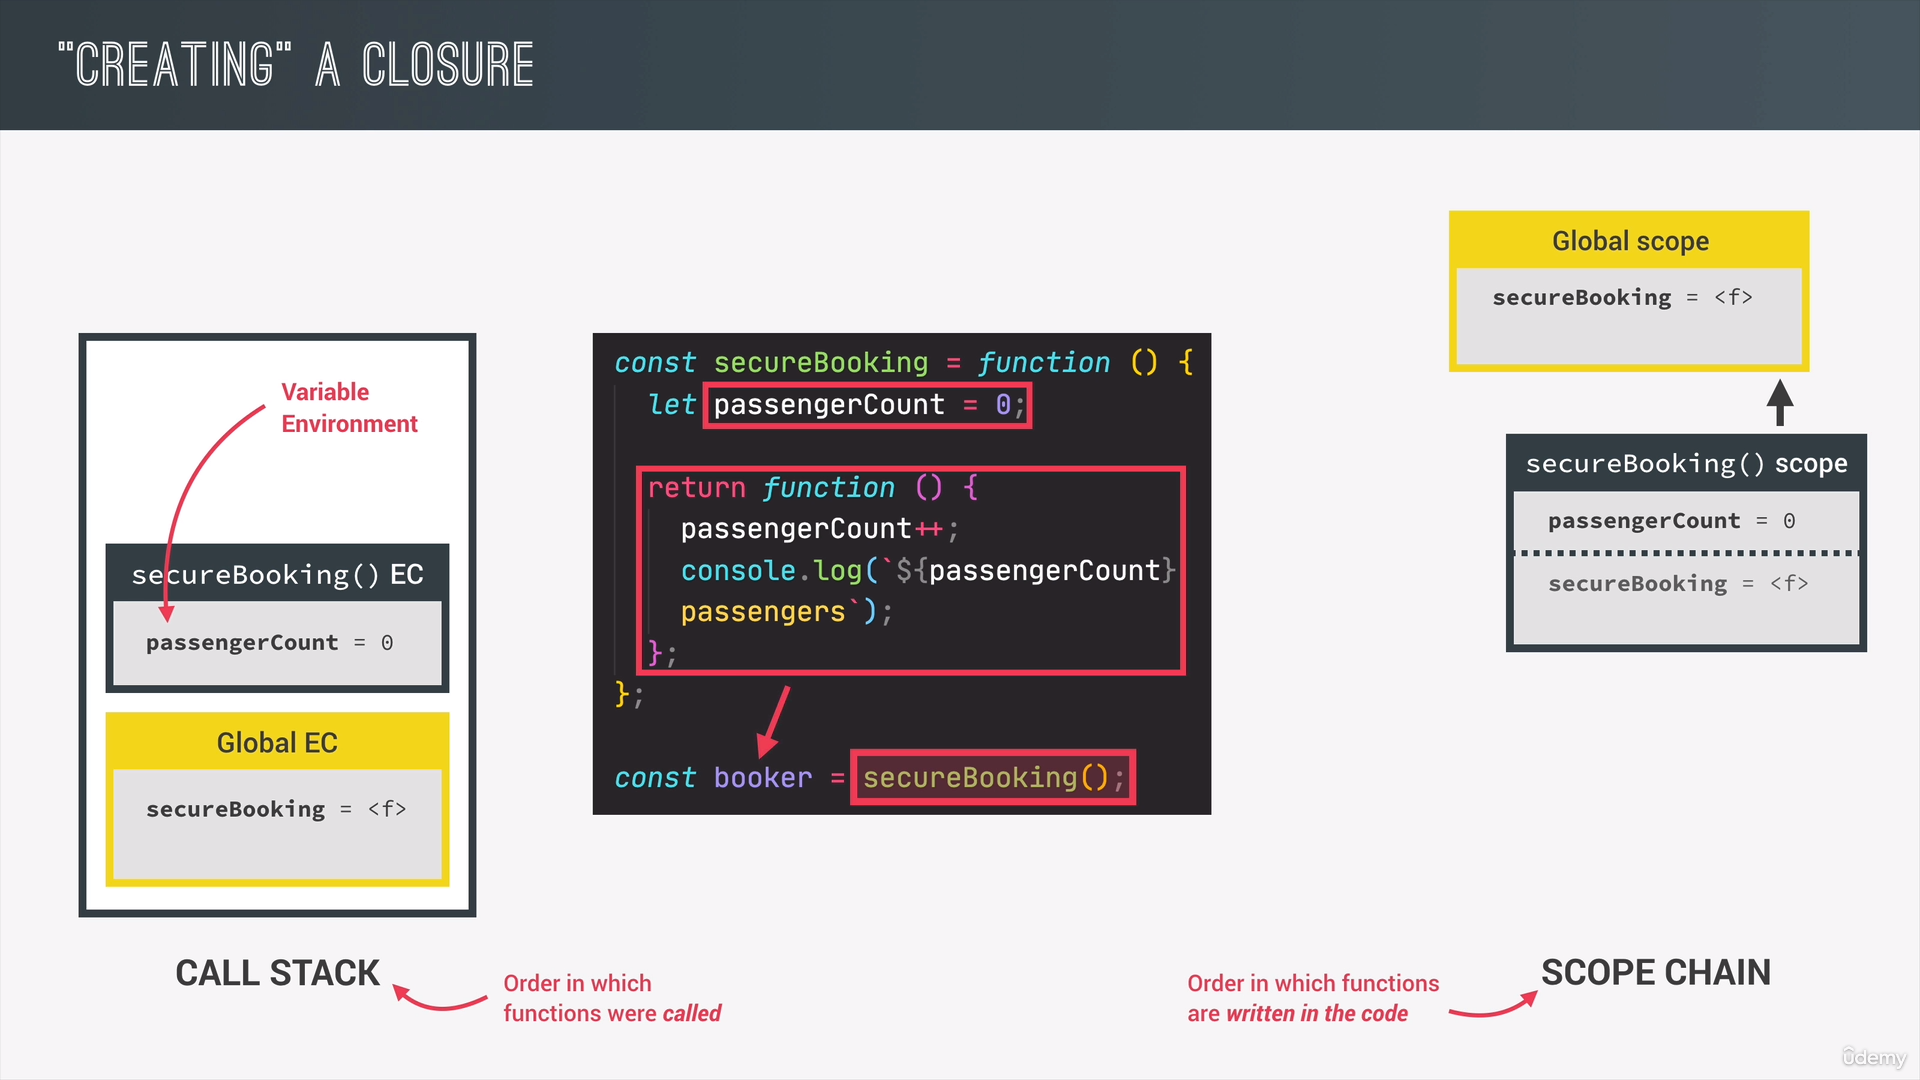 "CREATING" A CLOSURE
Variable
Environment
secureBooking() EC
passengerCount = 0
Global EC
secureBooking = <f>
CALL STACK
Order in which
functions were called
const secureBooking = function () {
let passengerCount = 0;
return function () {
passengerCount++;
console.log(`${passengerCount}
passengers`);
};
};
const booker = secureBooking();
Global scope
secureBooking = <f>
secureBooking() scope
passengerCount = 0
secureBooking = <f>
Order in which functions
are written in the code
SCOPE CHAIN
ûdemy